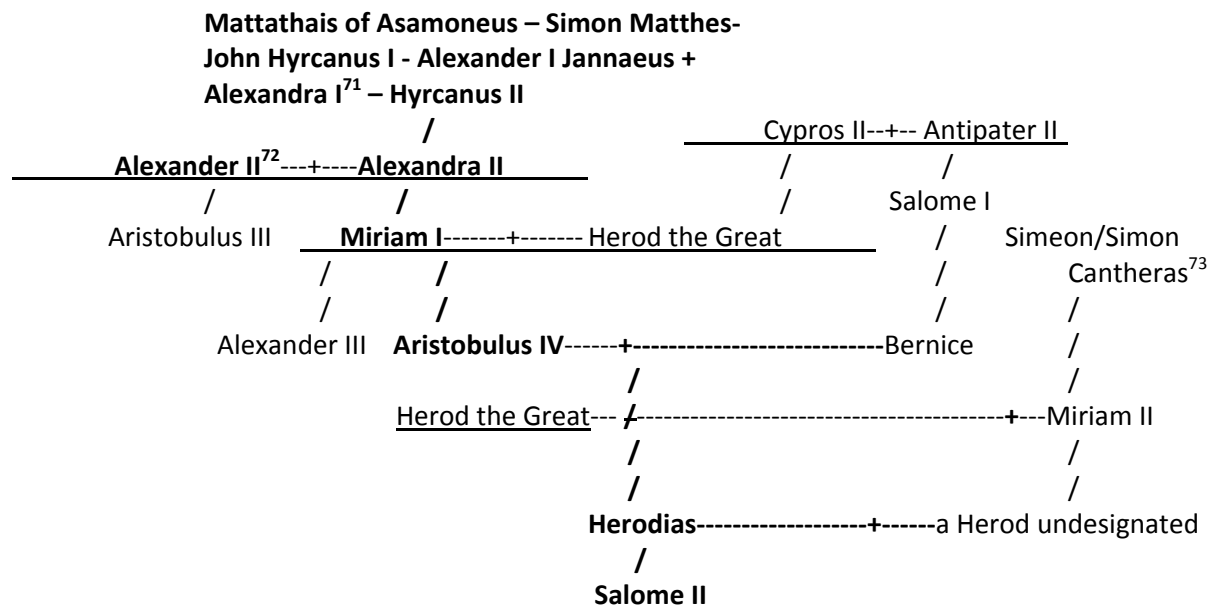 Mattathais of Asamoneus – Simon Matthes-
John Hyrcanus I - Alexander I Jannaeus +
Alexandra I71 – Hyrcanus II
/
Cypros II--+-- Antipater II
Alexander II72---+----Alexandra II / /
/ / / Salome I
Aristobulus III Miriam I-------+------- Herod the Great / Simeon/Simon
/ / / Cantheras73
/ / / /
Alexander III Aristobulus IV------+---------------------------Bernice /
/ /
Herod the Great--- /----------------------------------------+---Miriam II
/ /
/ /
Herodias-------------------+------a Herod undesignated
/
Salome II